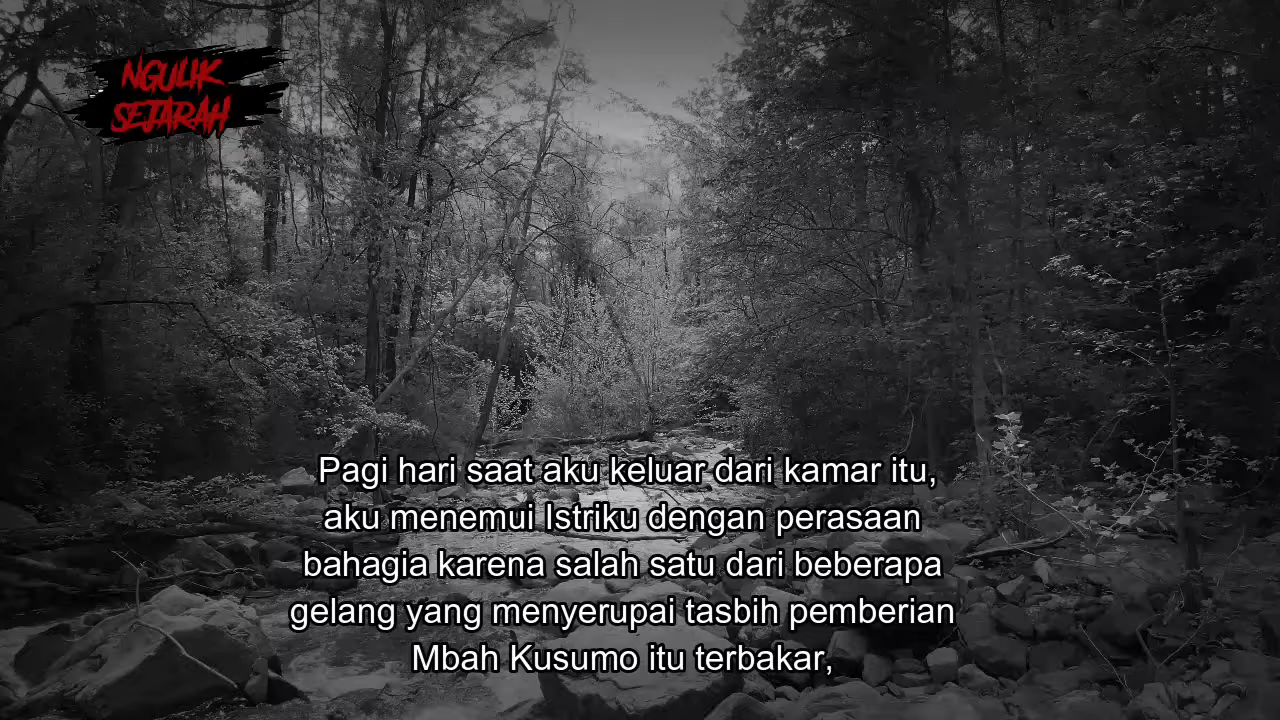 NGULIK
SEJARAH
Pagi hari saat aku keluar dari kamar itu,
aku menemui Istriku dengan perasaan
bahagia karena salah satu dari beberapa
gelang yang menyerupai tasbih pemberian
Mbah Kusumo itu terbakar,